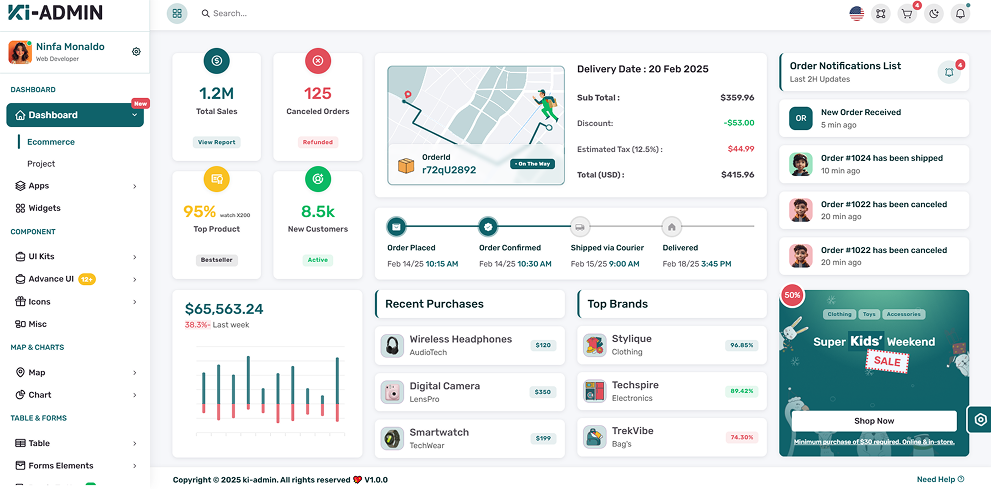 Ki-ADMIN
Search...
4
Ninfa Monaldo
Web Developer
DASHBOARD
New
Dashboard
Ecommerce
Project
Apps
Widgets
COMPONENT
UI Kits
Advance UI 12+
Icons
Misc
MAP & CHARTS
Map
Chart
TABLE & FORMS
Table
Forms Elements
1.2M
Total Sales
View Report
125
Canceled Orders
Refunded
95% watch X200
Top Product
Bestseller
8.5k
New Customers
Active
OrderId
r72qU2892
• On The Way
Delivery Date : 20 Feb 2025
Sub Total : $359.96
Discount: -$53.00
Estimated Tax (12.5%) : $44.99
Total (USD) : $415.96
Order Placed
Feb 14/25 10:15 AM
Order Confirmed
Feb 14/25 10:30 AM
Shipped via Courier
Feb 15/25 9:00 AM
Delivered
Feb 18/25 3:45 PM
$65,563.24
38.3%- Last week
Recent Purchases
Wireless Headphones
AudioTech
$120
Digital Camera
LensPro
$350
Smartwatch
TechWear
$199
Top Brands
Stylique
Clothing
96.85%
Techspire
Electronics
89.42%
TrekVibe
Bag's
74.30%
Order Notifications List
Last 2H Updates
4
OR
New Order Received
5 min ago
Order #1024 has been shipped
10 min ago
Order #1022 has been canceled
20 min ago
Order #1022 has been canceled
20 min ago
50%
Clothing Toys Accessories
Super Kids' Weekend
SALE
Shop Now
Minimum purchase of $30 required. Online & in-store.
Copyright © 2025 ki-admin. All rights reserved 💖 V1.0.0
Need Help